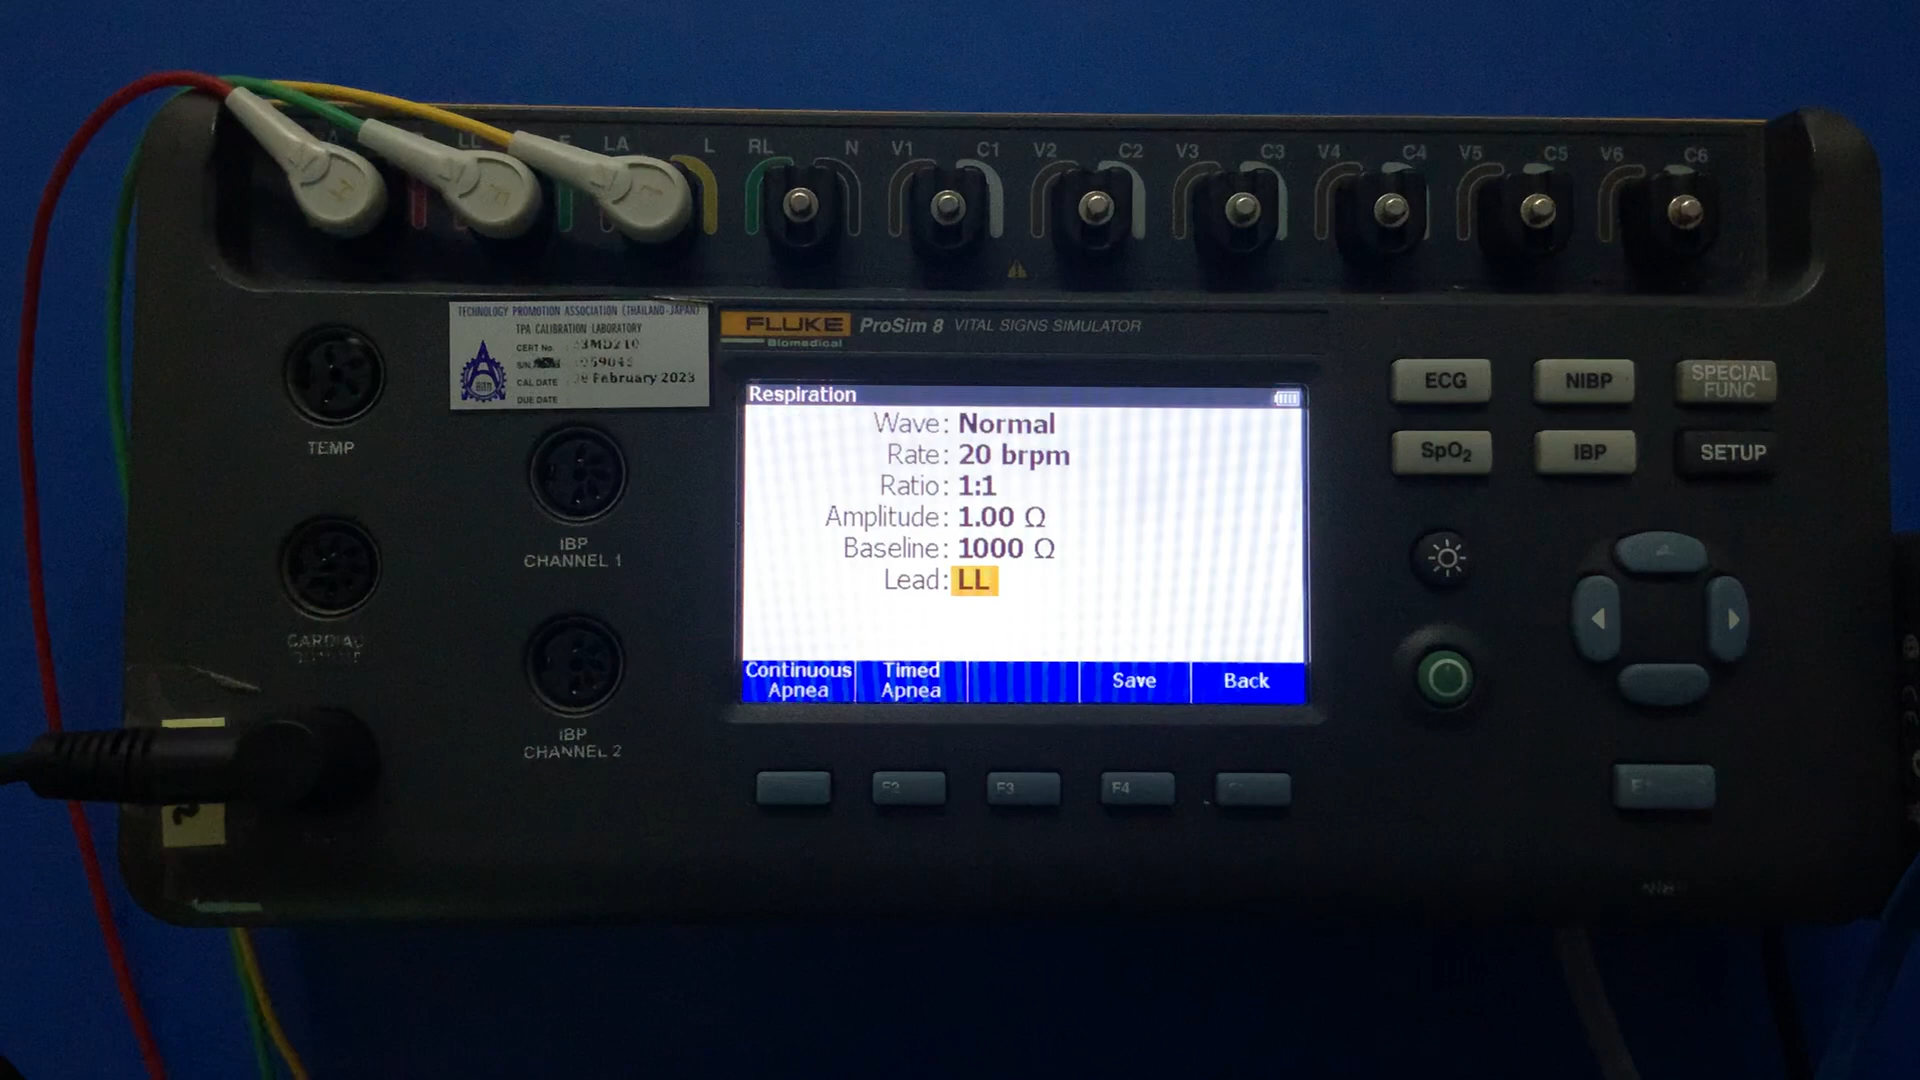 LL
F
LA
L
RL
N
V1
C1
V2
C2
V3
C3
V4
C4
V5
C5
V6
C6
TECHNOLOGY PROMOTION ASSOCIATION (THAILAND-JAPAN)
TPA CALIBRATION LABORATORY
CERT No.
S/N.
CAL DATE February 2023
DUE DATE
FLUKE
Biomedical
ProSim 8 VITAL SIGNS SIMULATOR
Respiration
Wave: Normal
Rate: 20 brpm
Ratio: 1:1
Amplitude: 1.00 Ω
Baseline: 1000 Ω
Lead: LL
Continuous
Apnea
Timed
Apnea
Save
Back
F2
F3
F4
ECG
NIBP
SPECIAL
FUNC
SpO2
IBP
SETUP
TEMP
IBP
CHANNEL 1
CARDIAC
IBP
CHANNEL 2